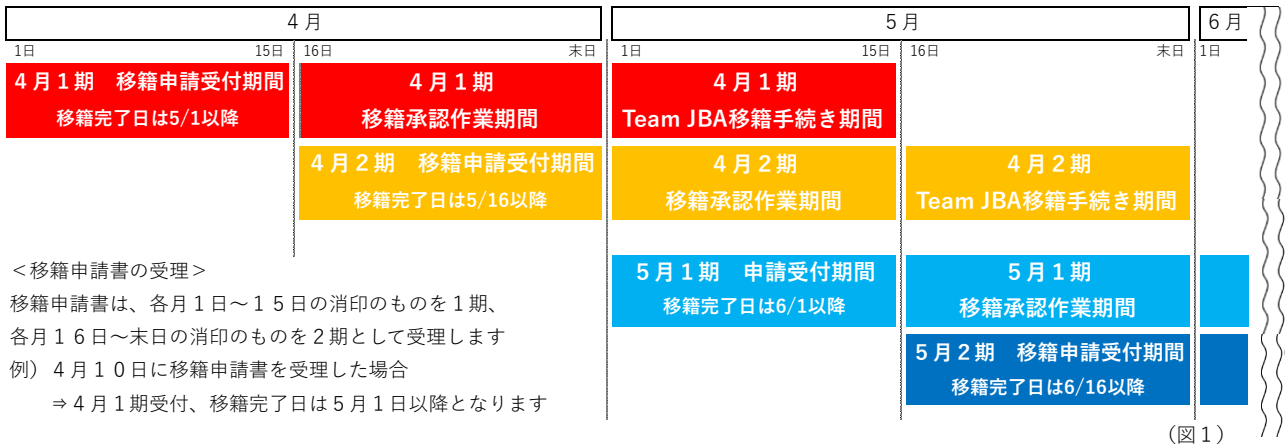 ４月
５月
６月
1日
15日
16日
末日
1日
15日
16日
末日
1日
４月１期　移籍申請受付期間
移籍完了日は5/1以降
４月１期
移籍承認作業期間
４月１期
Team JBA移籍手続き期間
４月２期　移籍申請受付期間
移籍完了日は5/16以降
４月２期
移籍承認作業期間
４月２期
Team JBA移籍手続き期間
５月１期　申請受付期間
移籍完了日は6/1以降
５月１期
移籍承認作業期間
５月２期　移籍申請受付期間
移籍完了日は6/16以降
＜移籍申請書の受理＞
移籍申請書は、各月１日～１５日の消印のものを１期、
各月１６日～末日の消印のものを２期として受理します
例）４月１０日に移籍申請書を受理した場合
⇒４月１期受付、移籍完了日は５月１日以降となります
（図１）